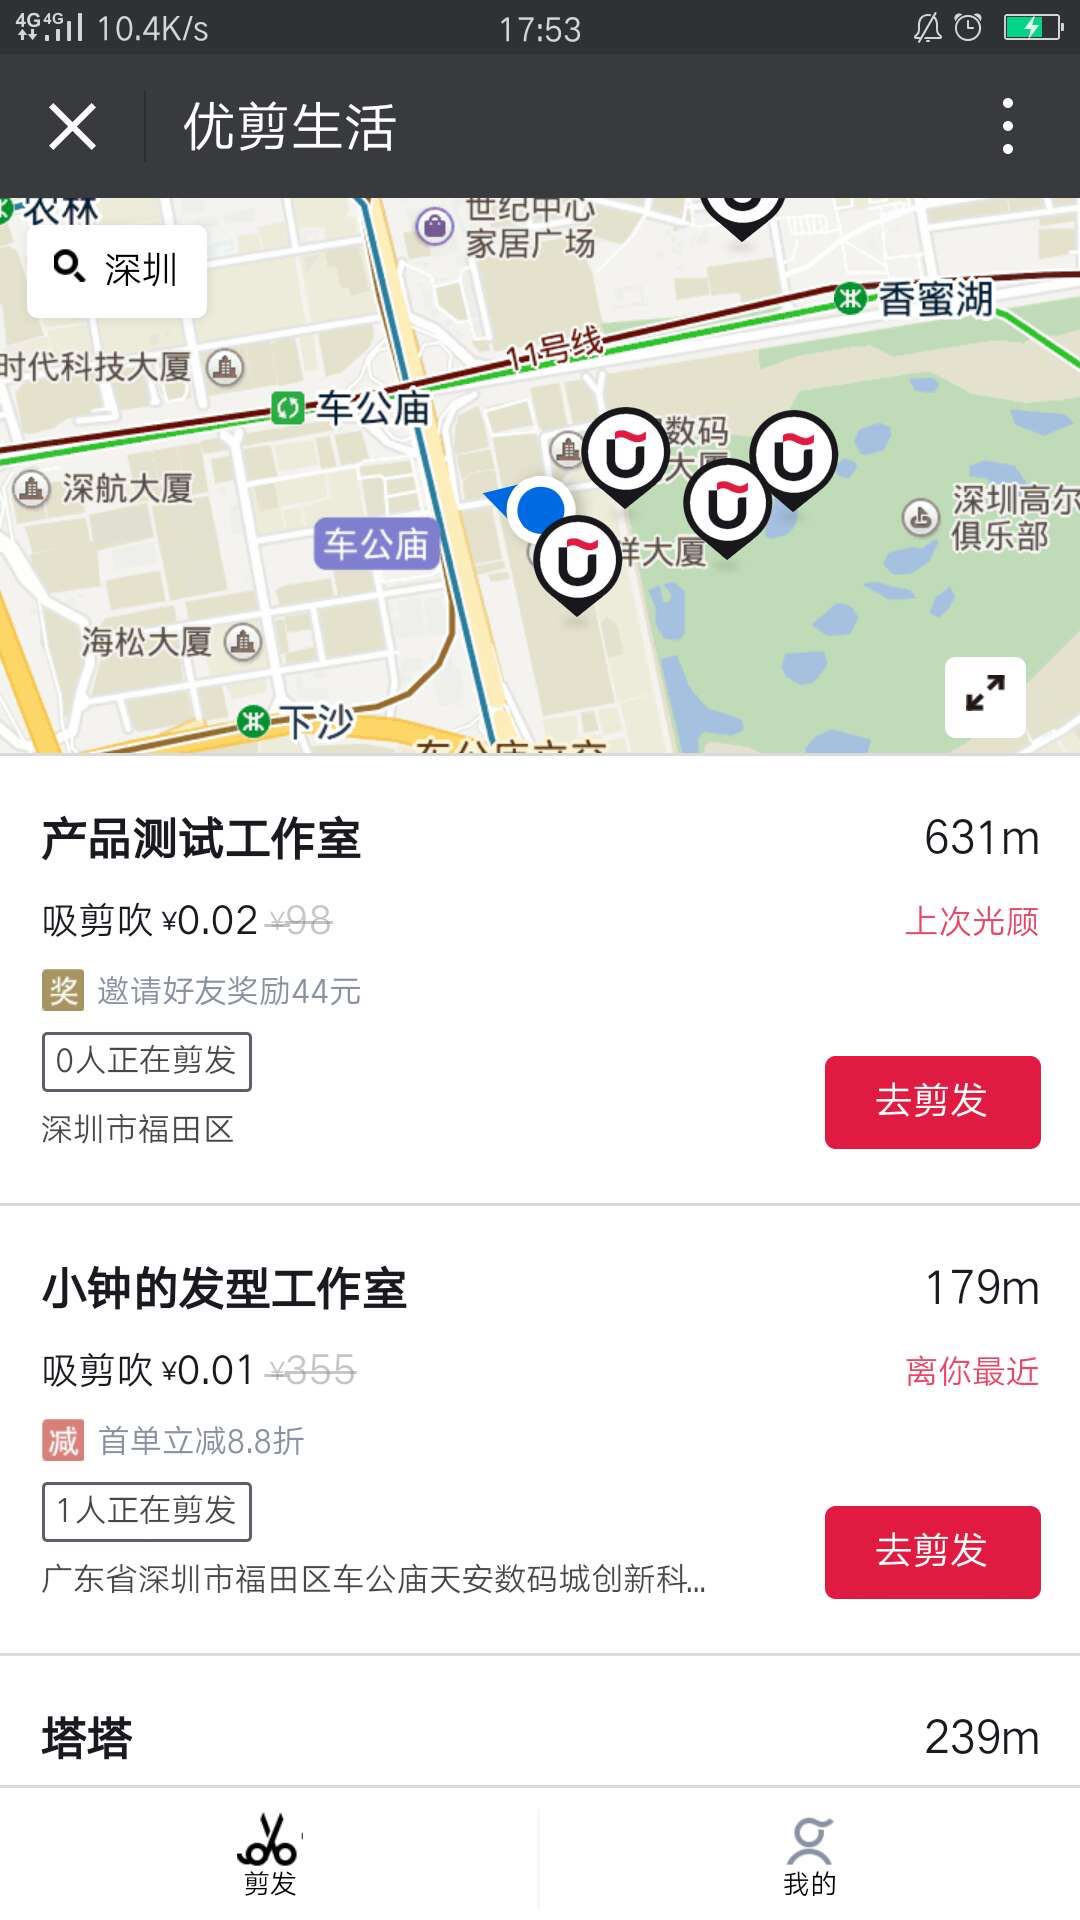 4G 4G 10.4K/s 17:53
优剪生活
农林
世纪中心
家居广场
深圳
香蜜湖
11号线
时代科技大厦
车公庙
数码
大厦
深航大厦
深圳高尔
俱乐部
车公庙
洋大厦
海松大厦
下沙
车公庙立交
产品测试工作室 631m
吸剪吹 ¥0.02 ¥98 上次光顾
奖 邀请好友奖励44元
0人正在剪发
去剪发
深圳市福田区
小钟的发型工作室 179m
吸剪吹 ¥0.01 ¥355 离你最近
减 首单立减8.8折
1人正在剪发
去剪发
广东省深圳市福田区车公庙天安数码城创新科...
塔塔 239m
剪发 我的